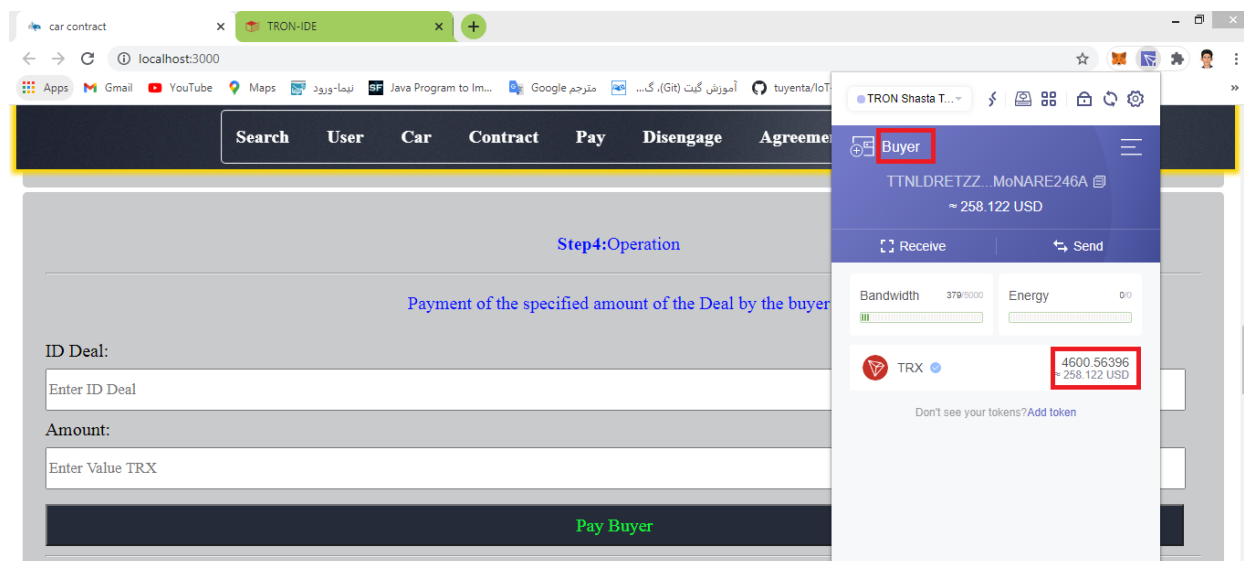 car contract
TRON-IDE
localhost:3000
Apps Gmail YouTube Maps نیما-ورود SF Java Program to Im... مترجم Google آموزش گیت (Git)، گ... tuyenta/IoT-
Search User Car Contract Pay Disengage Agreeme
TRON Shasta T...
Buyer
TTNLDRETZZ...MoNARE246A
≈ 258.122 USD
Receive Send
Bandwidth 379/5000 Energy 0/0
TRX 4600.56396
≈ 258.122 USD
Don't see your tokens?Add token
Step4:Operation
Payment of the specified amount of the Deal by the buyer
ID Deal:
Enter ID Deal
Amount:
Enter Value TRX
Pay Buyer